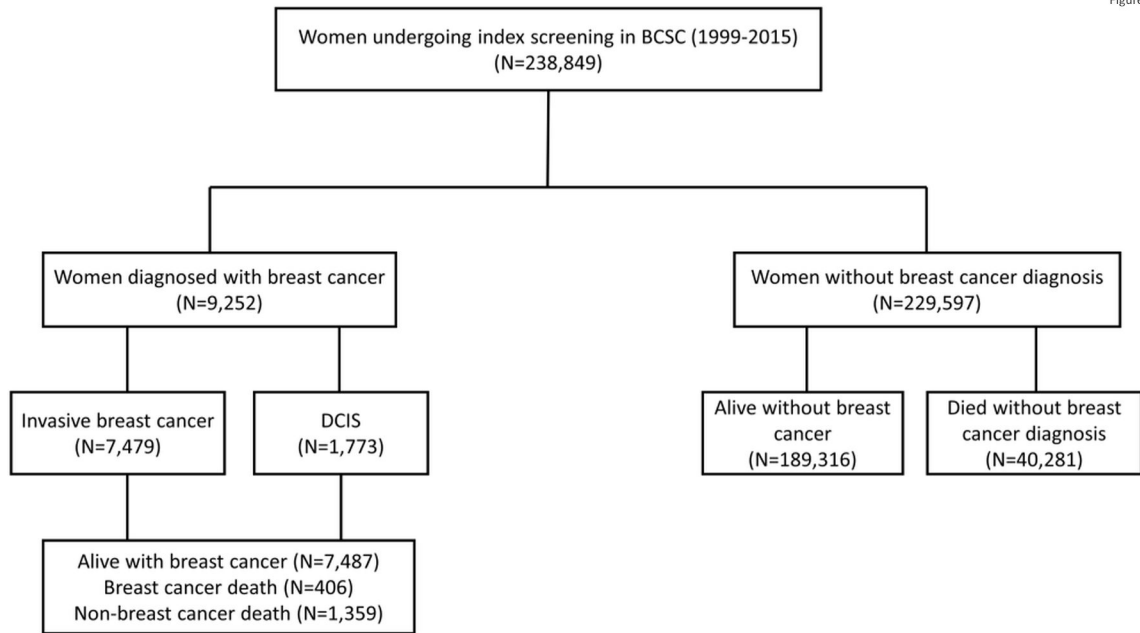 Figure
Women undergoing index screening in BCSC (1999-2015)
(N=238,849)
Women diagnosed with breast cancer
(N=9,252)
Women without breast cancer diagnosis
(N=229,597)
Invasive breast cancer
(N=7,479)
DCIS
(N=1,773)
Alive without breast
cancer
(N=189,316)
Died without breast
cancer diagnosis
(N=40,281)
Alive with breast cancer (N=7,487)
Breast cancer death (N=406)
Non-breast cancer death (N=1,359)